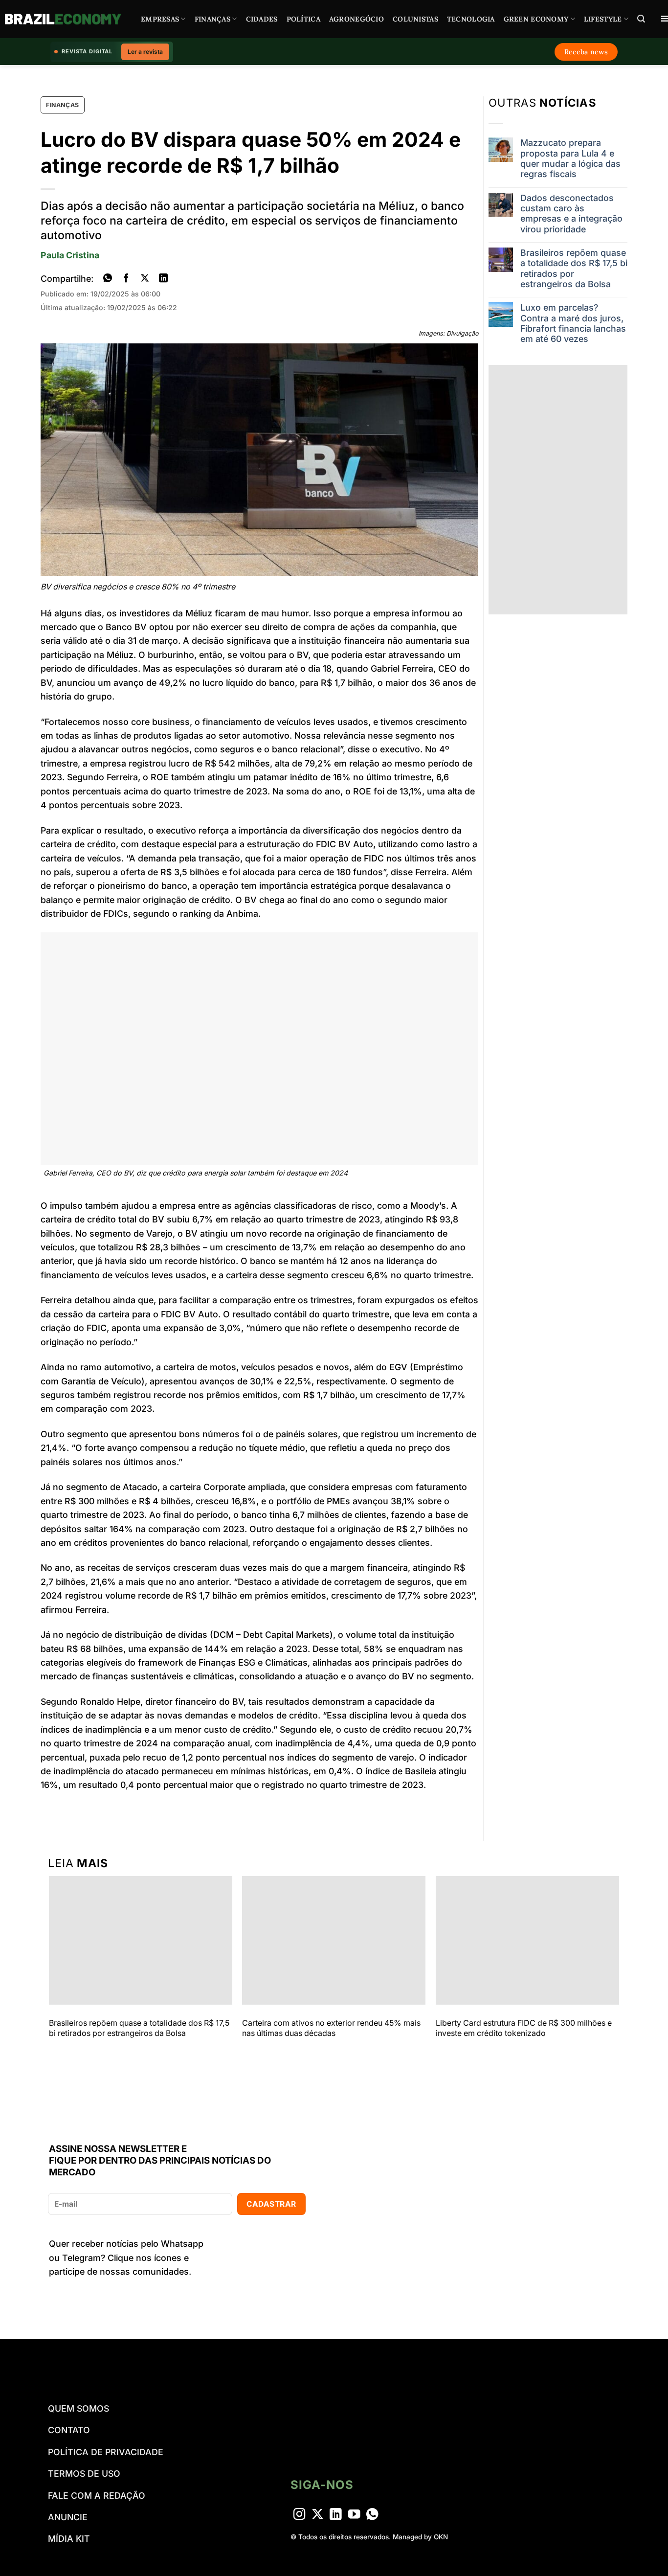 BRAZILECONOMY
EMPRESAS
FINANÇAS
CIDADES
POLÍTICA
AGRONEGÓCIO
COLUNISTAS
TECNOLOGIA
GREEN ECONOMY
LIFESTYLE
REVISTA DIGITAL
Ler a revista
Receba news
FINANÇAS
Lucro do BV dispara quase 50% em 2024 e
atinge recorde de R$ 1,7 bilhão
Dias após a decisão não aumentar a participação societária na Méliuz, o banco
reforça foco na carteira de crédito, em especial os serviços de financiamento
automotivo
Paula Cristina
Compartilhe:
Publicado em: 19/02/2025 às 06:00
Última atualização: 19/02/2025 às 06:22
Imagens: Divulgação
BV
banco
BV diversifica negócios e cresce 80% no 4º trimestre
Há alguns dias, os investidores da Méliuz ficaram de mau humor. Isso porque a empresa informou ao
mercado que o Banco BV optou por não exercer seu direito de compra de ações da companhia, que
seria válido até o dia 31 de março. A decisão significava que a instituição financeira não aumentaria sua
participação na Méliuz. O burburinho, então, se voltou para o BV, que poderia estar atravessando um
período de dificuldades. Mas as especulações só duraram até o dia 18, quando Gabriel Ferreira, CEO do
BV, anunciou um avanço de 49,2% no lucro líquido do banco, para R$ 1,7 bilhão, o maior dos 36 anos de
história do grupo.
“Fortalecemos nosso core business, o financiamento de veículos leves usados, e tivemos crescimento
em todas as linhas de produtos ligadas ao setor automotivo. Nossa relevância nesse segmento nos
ajudou a alavancar outros negócios, como seguros e o banco relacional”, disse o executivo. No 4º
trimestre, a empresa registrou lucro de R$ 542 milhões, alta de 79,2% em relação ao mesmo período de
2023. Segundo Ferreira, o ROE também atingiu um patamar inédito de 16% no último trimestre, 6,6
pontos percentuais acima do quarto trimestre de 2023. Na soma do ano, o ROE foi de 13,1%, uma alta de
4 pontos percentuais sobre 2023.
Para explicar o resultado, o executivo reforça a importância da diversificação dos negócios dentro da
carteira de crédito, com destaque especial para a estruturação do FDIC BV Auto, utilizando como lastro a
carteira de veículos. “A demanda pela transação, que foi a maior operação de FIDC nos últimos três anos
no país, superou a oferta de R$ 3,5 bilhões e foi alocada para cerca de 180 fundos”, disse Ferreira. Além
de reforçar o pioneirismo do banco, a operação tem importância estratégica porque desalavanca o
balanço e permite maior originação de crédito. O BV chega ao final do ano como o segundo maior
distribuidor de FDICs, segundo o ranking da Anbima.
Gabriel Ferreira, CEO do BV, diz que crédito para energia solar também foi destaque em 2024
O impulso também ajudou a empresa entre as agências classificadoras de risco, como a Moody’s. A
carteira de crédito total do BV subiu 6,7% em relação ao quarto trimestre de 2023, atingindo R$ 93,8
bilhões. No segmento de Varejo, o BV atingiu um novo recorde na originação de financiamento de
veículos, que totalizou R$ 28,3 bilhões – um crescimento de 13,7% em relação ao desempenho do ano
anterior, que já havia sido um recorde histórico. O banco se mantém há 12 anos na liderança do
financiamento de veículos leves usados, e a carteira desse segmento cresceu 6,6% no quarto trimestre.
Ferreira detalhou ainda que, para facilitar a comparação entre os trimestres, foram expurgados os efeitos
da cessão da carteira para o FDIC BV Auto. O resultado contábil do quarto trimestre, que leva em conta a
criação do FIDC, aponta uma expansão de 3,0%, “número que não reflete o desempenho recorde de
originação no período.”
Ainda no ramo automotivo, a carteira de motos, veículos pesados e novos, além do EGV (Empréstimo
com Garantia de Veículo), apresentou avanços de 30,1% e 22,5%, respectivamente. O segmento de
seguros também registrou recorde nos prêmios emitidos, com R$ 1,7 bilhão, um crescimento de 17,7%
em comparação com 2023.
Outro segmento que apresentou bons números foi o de painéis solares, que registrou um incremento de
21,4%. “O forte avanço compensou a redução no tíquete médio, que refletiu a queda no preço dos
painéis solares nos últimos anos.”
Já no segmento de Atacado, a carteira Corporate ampliada, que considera empresas com faturamento
entre R$ 300 milhões e R$ 4 bilhões, cresceu 16,8%, e o portfólio de PMEs avançou 38,1% sobre o
quarto trimestre de 2023. Ao final do período, o banco tinha 6,7 milhões de clientes, fazendo a base de
depósitos saltar 164% na comparação com 2023. Outro destaque foi a originação de R$ 2,7 bilhões no
ano em créditos provenientes do banco relacional, reforçando o engajamento desses clientes.
No ano, as receitas de serviços cresceram duas vezes mais do que a margem financeira, atingindo R$
2,7 bilhões, 21,6% a mais que no ano anterior. “Destaco a atividade de corretagem de seguros, que em
2024 registrou volume recorde de R$ 1,7 bilhão em prêmios emitidos, crescimento de 17,7% sobre 2023”,
afirmou Ferreira.
Já no negócio de distribuição de dívidas (DCM – Debt Capital Markets), o volume total da instituição
bateu R$ 68 bilhões, uma expansão de 144% em relação a 2023. Desse total, 58% se enquadram nas
categorias elegíveis do framework de Finanças ESG e Climáticas, alinhadas aos principais padrões do
mercado de finanças sustentáveis e climáticas, consolidando a atuação e o avanço do BV no segmento.
Segundo Ronaldo Helpe, diretor financeiro do BV, tais resultados demonstram a capacidade da
instituição de se adaptar às novas demandas e modelos de crédito. “Essa disciplina levou à queda dos
índices de inadimplência e a um menor custo de crédito.” Segundo ele, o custo de crédito recuou 20,7%
no quarto trimestre de 2024 na comparação anual, com inadimplência de 4,4%, uma queda de 0,9 ponto
percentual, puxada pelo recuo de 1,2 ponto percentual nos índices do segmento de varejo. O indicador
de inadimplência do atacado permaneceu em mínimas históricas, em 0,4%. O índice de Basileia atingiu
16%, um resultado 0,4 ponto percentual maior que o registrado no quarto trimestre de 2023.
OUTRAS NOTÍCIAS
Mazzucato prepara
proposta para Lula 4 e
quer mudar a lógica das
regras fiscais
Dados desconectados
custam caro às
empresas e a integração
virou prioridade
Brasileiros repõem quase
a totalidade dos R$ 17,5 bi
retirados por
estrangeiros da Bolsa
Luxo em parcelas?
Contra a maré dos juros,
Fibrafort financia lanchas
em até 60 vezes
LEIA MAIS
Brasileiros repõem quase a totalidade dos R$ 17,5
bi retirados por estrangeiros da Bolsa
Carteira com ativos no exterior rendeu 45% mais
nas últimas duas décadas
Liberty Card estrutura FIDC de R$ 300 milhões e
investe em crédito tokenizado
ASSINE NOSSA NEWSLETTER E
FIQUE POR DENTRO DAS PRINCIPAIS NOTÍCIAS DO
MERCADO
E-mail
CADASTRAR
Quer receber notícias pelo Whatsapp
ou Telegram? Clique nos ícones e
participe de nossas comunidades.
QUEM SOMOS
CONTATO
POLÍTICA DE PRIVACIDADE
TERMOS DE USO
FALE COM A REDAÇÃO
ANUNCIE
MÍDIA KIT
SIGA-NOS
© Todos os direitos reservados. Managed by OKN